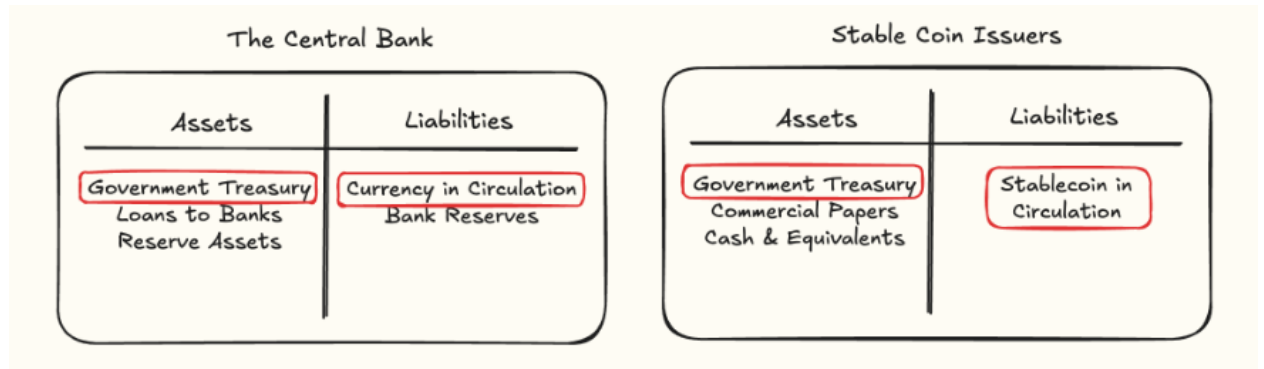 The Central Bank
Assets
Liabilities
Government Treasury
Loans to Banks
Reserve Assets
Currency in Circulation
Bank Reserves
Stable Coin Issuers
Assets
Liabilities
Government Treasury
Commercial Papers
Cash & Equivalents
Stablecoin in
Circulation